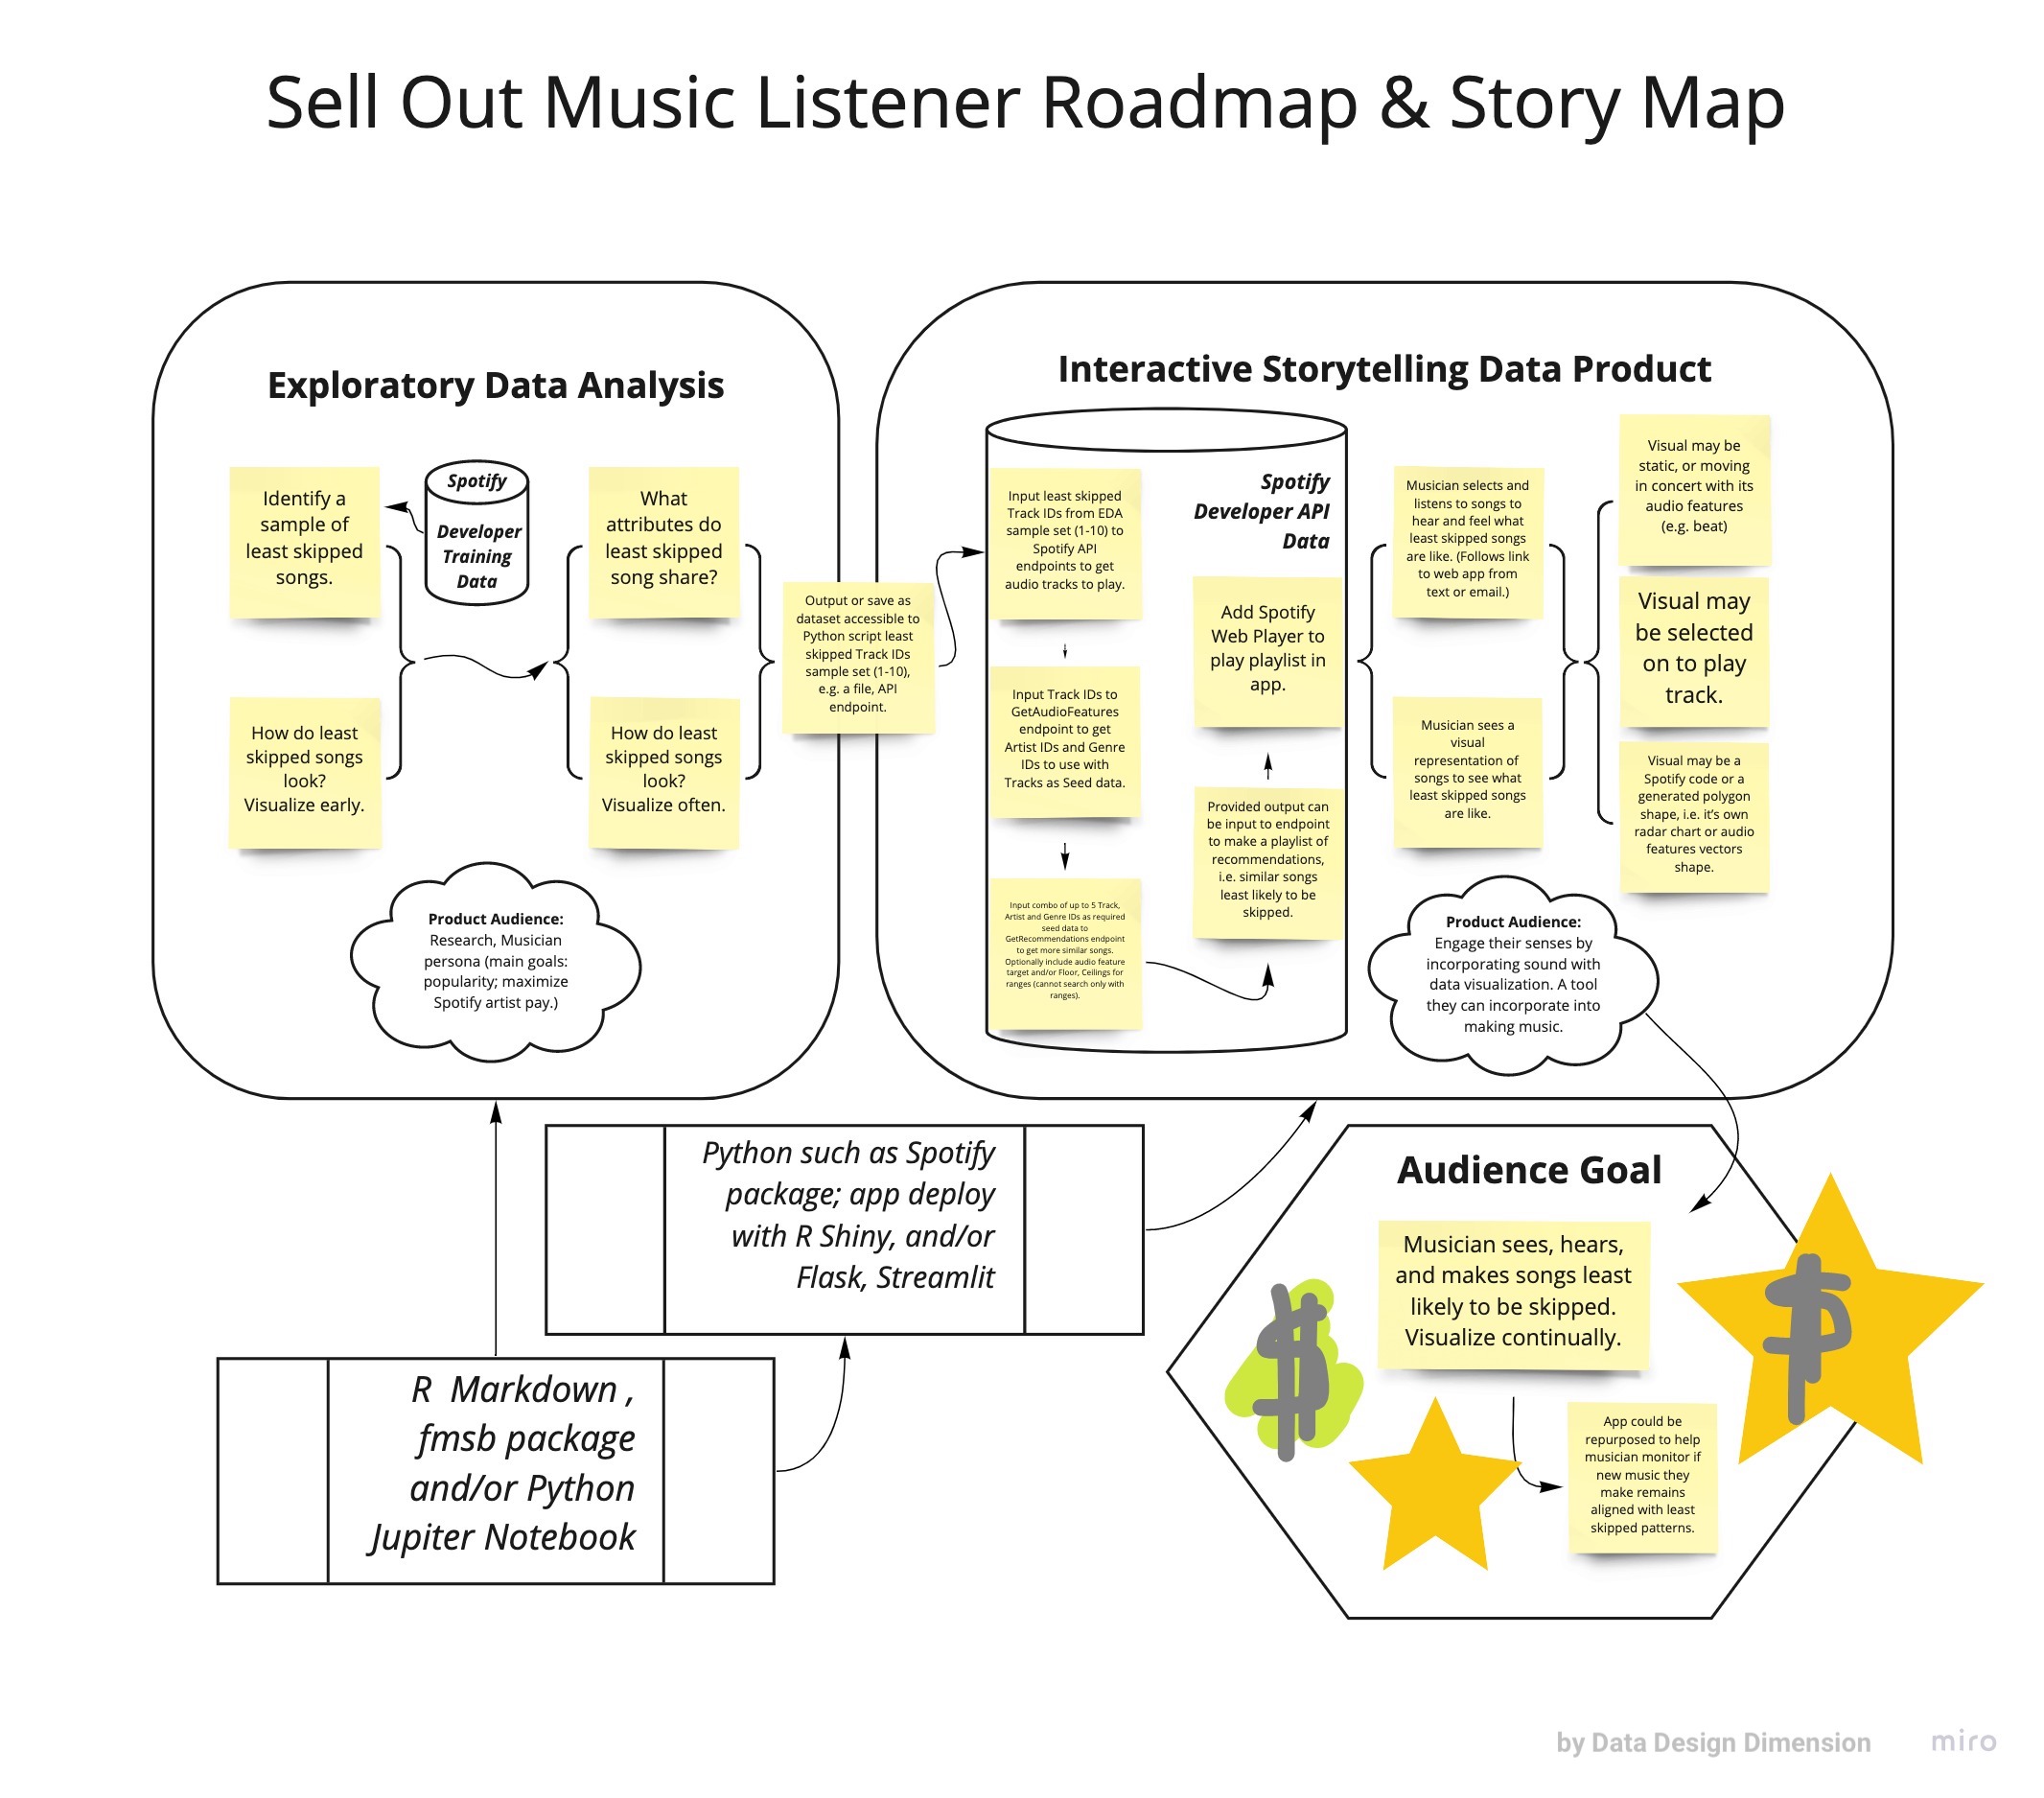 Sell Out Music Listener Roadmap & Story Map
Exploratory Data Analysis
Identify a
sample of
least skipped
songs.
Spotify
Developer
Training
Data
What
attributes do
least skipped
song share?
How do least
skipped songs
look?
Visualize early.
How do least
skipped songs
look?
Visualize often.
Product Audience:
Research, Musician
persona (main goals:
popularity; maximize
Spotify artist pay.)
Output or save as
dataset accessible to
Python script least
skipped Track IDs
sample set (1-10),
e.g. a file, API
endpoint.
Interactive Storytelling Data Product
Spotify
Developer API
Data
Input least skipped
Track IDs from EDA
sample set (1-10) to
Spotify API
endpoints to get
audio tracks to play.
Input Track IDs to
GetAudioFeatures
endpoint to get
Artist IDs and Genre
IDs to use with
Tracks as Seed data.
Input combo of up to 5 Track,
Artist and Genre IDs as required
seed data to
GetRecommendations endpoint
to get more similar songs.
Optionally include audio feature
target and/or Floor, Ceilings for
ranges (cannot search only with
ranges).
Provided output can
be input to endpoint
to make a playlist of
recommendations,
i.e. similar songs
least likely to be
skipped.
Add Spotify
Web Player to
play playlist in
app.
Musician selects and
listens to songs to
hear and feel what
least skipped songs
are like. (Follows link
to web app from
text or email.)
Musician sees a
visual
representation of
songs to see what
least skipped songs
are like.
Visual may be
static, or moving
in concert with its
audio features
(e.g. beat)
Visual may
be selected
on to play
track.
Visual may be a
Spotify code or a
generated polygon
shape, i.e. it's own
radar chart or audio
features vectors
shape.
Product Audience:
Engage their senses by
incorporating sound with
data visualization. A tool
they can incorporate into
making music.
Python such as Spotify
package; app deploy
with R Shiny, and/or
Flask, Streamlit
R Markdown ,
fmsb package
and/or Python
Jupiter Notebook
Audience Goal
Musician sees, hears,
and makes songs least
likely to be skipped.
Visualize continually.
App could be
repurposed to help
musician monitor if
new music they
make remains
aligned with least
skipped patterns.
by Data Design Dimension
miro